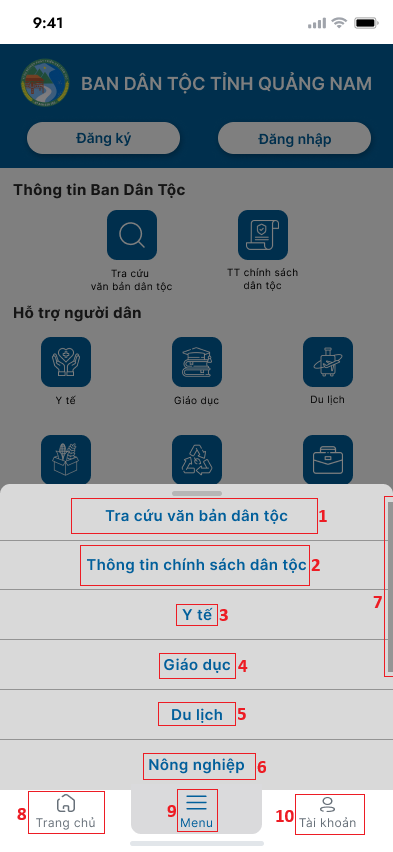 9:41
BAN DÂN TỘC TỈNH QUẢNG NAM
Đăng ký
Đăng nhập
Thông tin Ban Dân Tộc
Tra cứu
văn bản dân tộc
TT chính sách
dân tộc
Hỗ trợ người dân
Y tế
Giáo dục
Du lịch
Tra cứu văn bản dân tộc 1
Thông tin chính sách dân tộc 2
7
Y tế 3
Giáo dục 4
Du lịch 5
Nông nghiệp 6
8 Trang chủ
9 Menu
10 Tài khoản